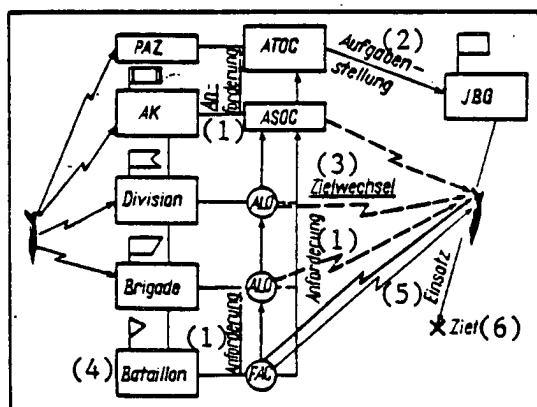 PAZ
ATOC
(2)
Aufgaben-
stellung
JBG
AK
An-
forderung
(1)
ASOC
(3)
Zielwechsel
Division
ALO
Anforderung
(1)
Brigade
ALO
(5)
Einsatz
Ziel (6)
(1)
Anforderung
(4)
Bataillon
FAC